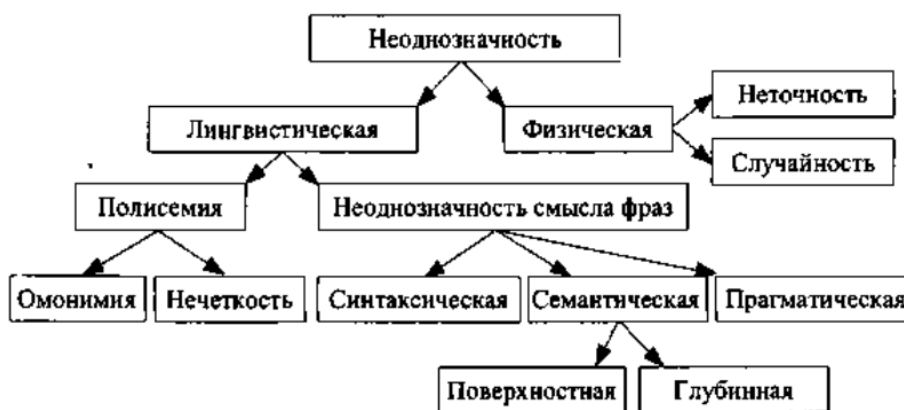 Неоднозначность
Неточность
Лингвистическая
Физическая
Случайность
Полисемия
Неоднозначность смысла фраз
Омонимия
Нечеткость
Синтаксическая
Семантическая
Прагматическая
Поверхностная
Глубинная